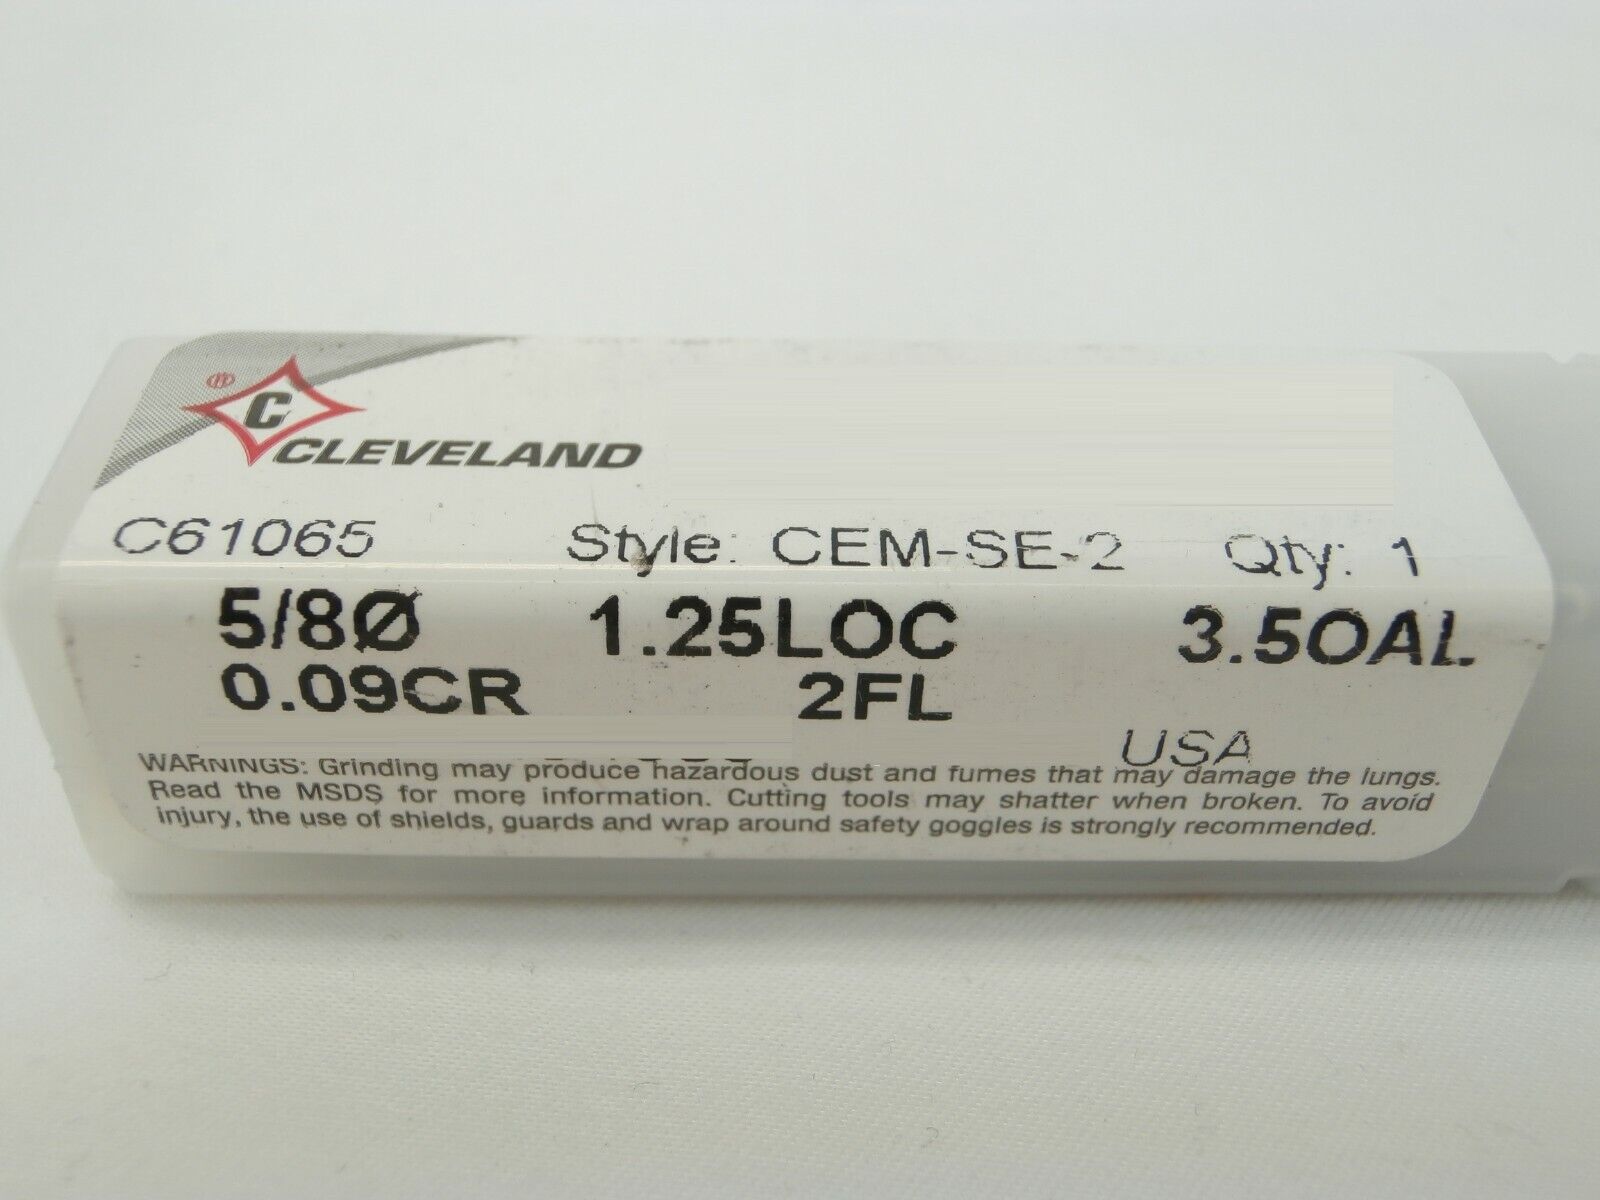 C
CLEVELAND
C61065 Style: CEM-SE-2 Qty: 1
5/8Ø 1.25LOC 3.5OAL
0.09CR 2FL
USA
WARNINGS: Grinding may produce hazardous dust and fumes that may damage the lungs.
Read the MSDS for more information. Cutting tools may shatter when broken. To avoid
injury, the use of shields, guards and wrap around safety goggles is strongly recommended.